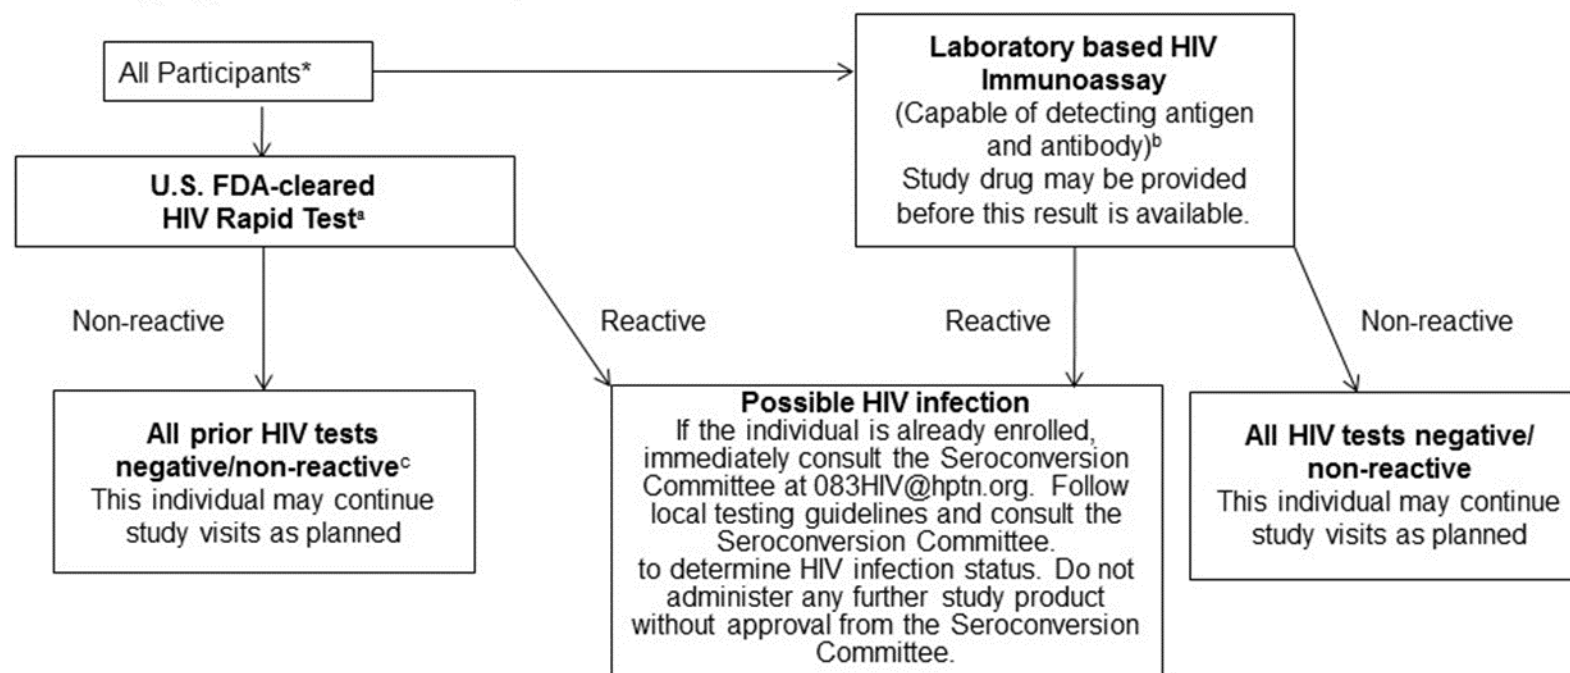 All Participants*
Laboratory based HIV
Immunoassay
(Capable of detecting antigen
and antibody)ᵇ
Study drug may be provided
before this result is available.
U.S. FDA-cleared
HIV Rapid Testᵃ
Non-reactive
Reactive
Reactive
Non-reactive
All prior HIV tests
negative/non-reactiveᶜ
This individual may continue
study visits as planned
Possible HIV infection
If the individual is already enrolled,
immediately consult the Seroconversion
Committee at 083HIV@hptn.org. Follow
local testing guidelines and consult the
Seroconversion Committee.
to determine HIV infection status. Do not
administer any further study product
without approval from the Seroconversion
Committee.
All HIV tests negative/
non-reactive
This individual may continue
study visits as planned